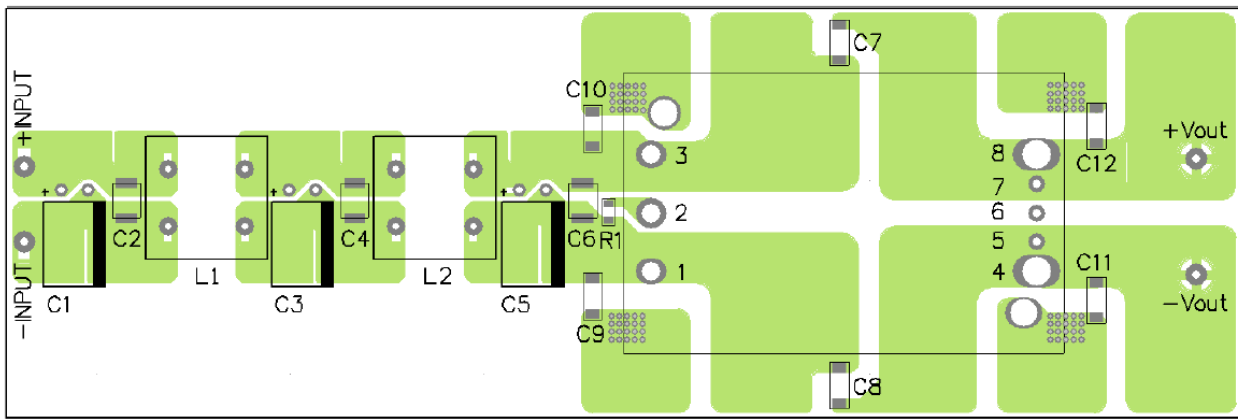 C7
C10
+INPUT
3
8
C12
+Vout
7
+
+
+
C2
C4
C6
R1
2
6
5
-INPUT
C1
L1
C3
L2
C5
1
4
C11
-Vout
C9
C8